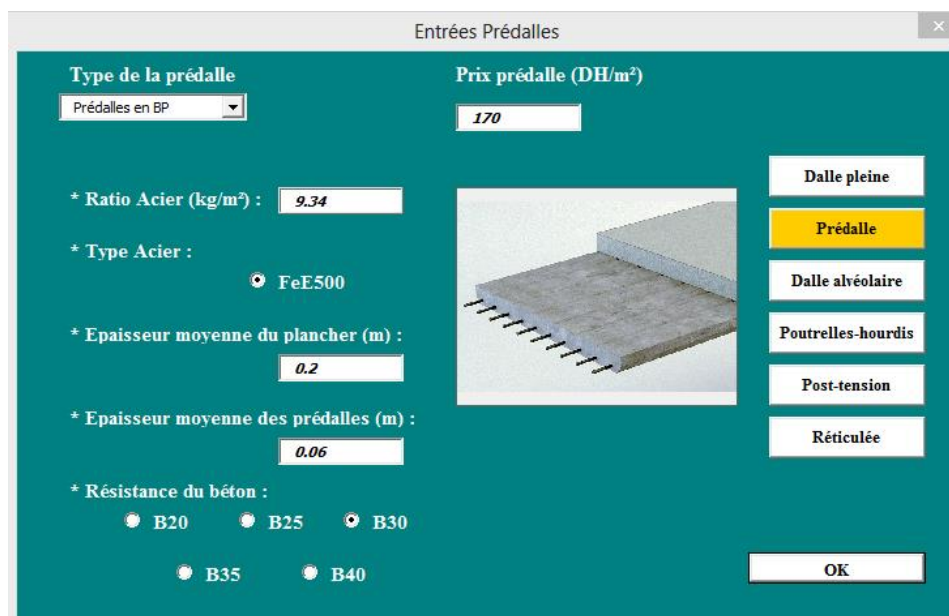 Entrées Prédalles
Type de la prédalle
Prédalles en BP
Prix prédalle (DH/m²)
170
* Ratio Acier (kg/m²) :
9.34
* Type Acier :
FeE500
* Epaisseur moyenne du plancher (m) :
0.2
* Epaisseur moyenne des prédalles (m) :
0.06
* Résistance du béton :
B20 B25 B30
B35 B40
Dalle pleine
Prédalle
Dalle alvéolaire
Poutrelles-hourdis
Post-tension
Réticulée
OK